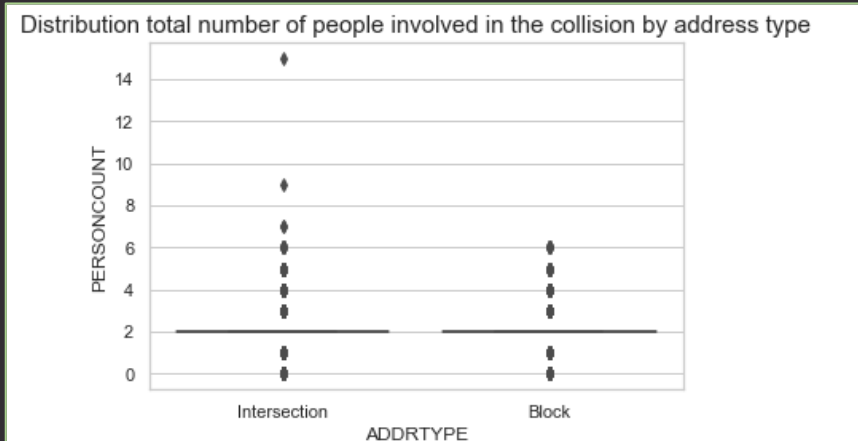 Distribution total number of people involved in the collision by address type
14
12
10
8
6
4
2
0
PERSONCOUNT
Intersection
Block
ADDRTYPE